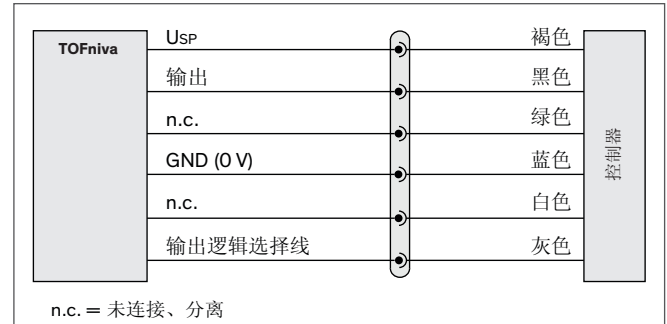 TOFniva
USP 褐色
输出 黑色
n.c. 绿色
GND (0 V) 蓝色
n.c. 白色
输出逻辑选择线 灰色
控制器
n.c. = 未连接、分离